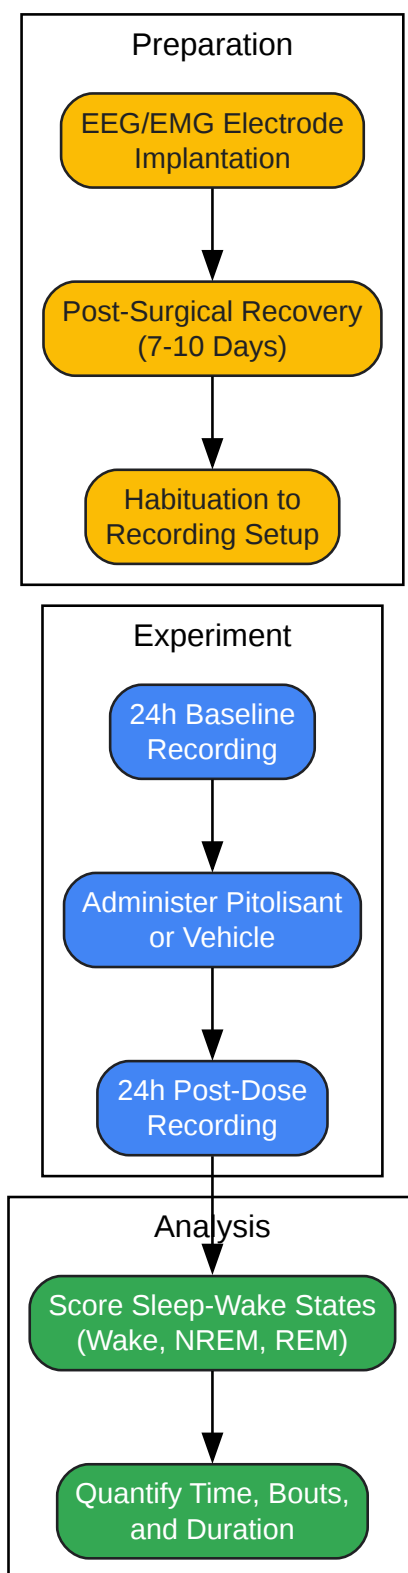 Preparation
EEG/EMG Electrode
Implantation
Post-Surgical Recovery
(7-10 Days)
Habituation to
Recording Setup
Experiment
24h Baseline
Recording
Administer Pitolisant
or Vehicle
24h Post-Dose
Recording
Analysis
Score Sleep-Wake States
(Wake, NREM, REM)
Quantify Time, Bouts,
and Duration